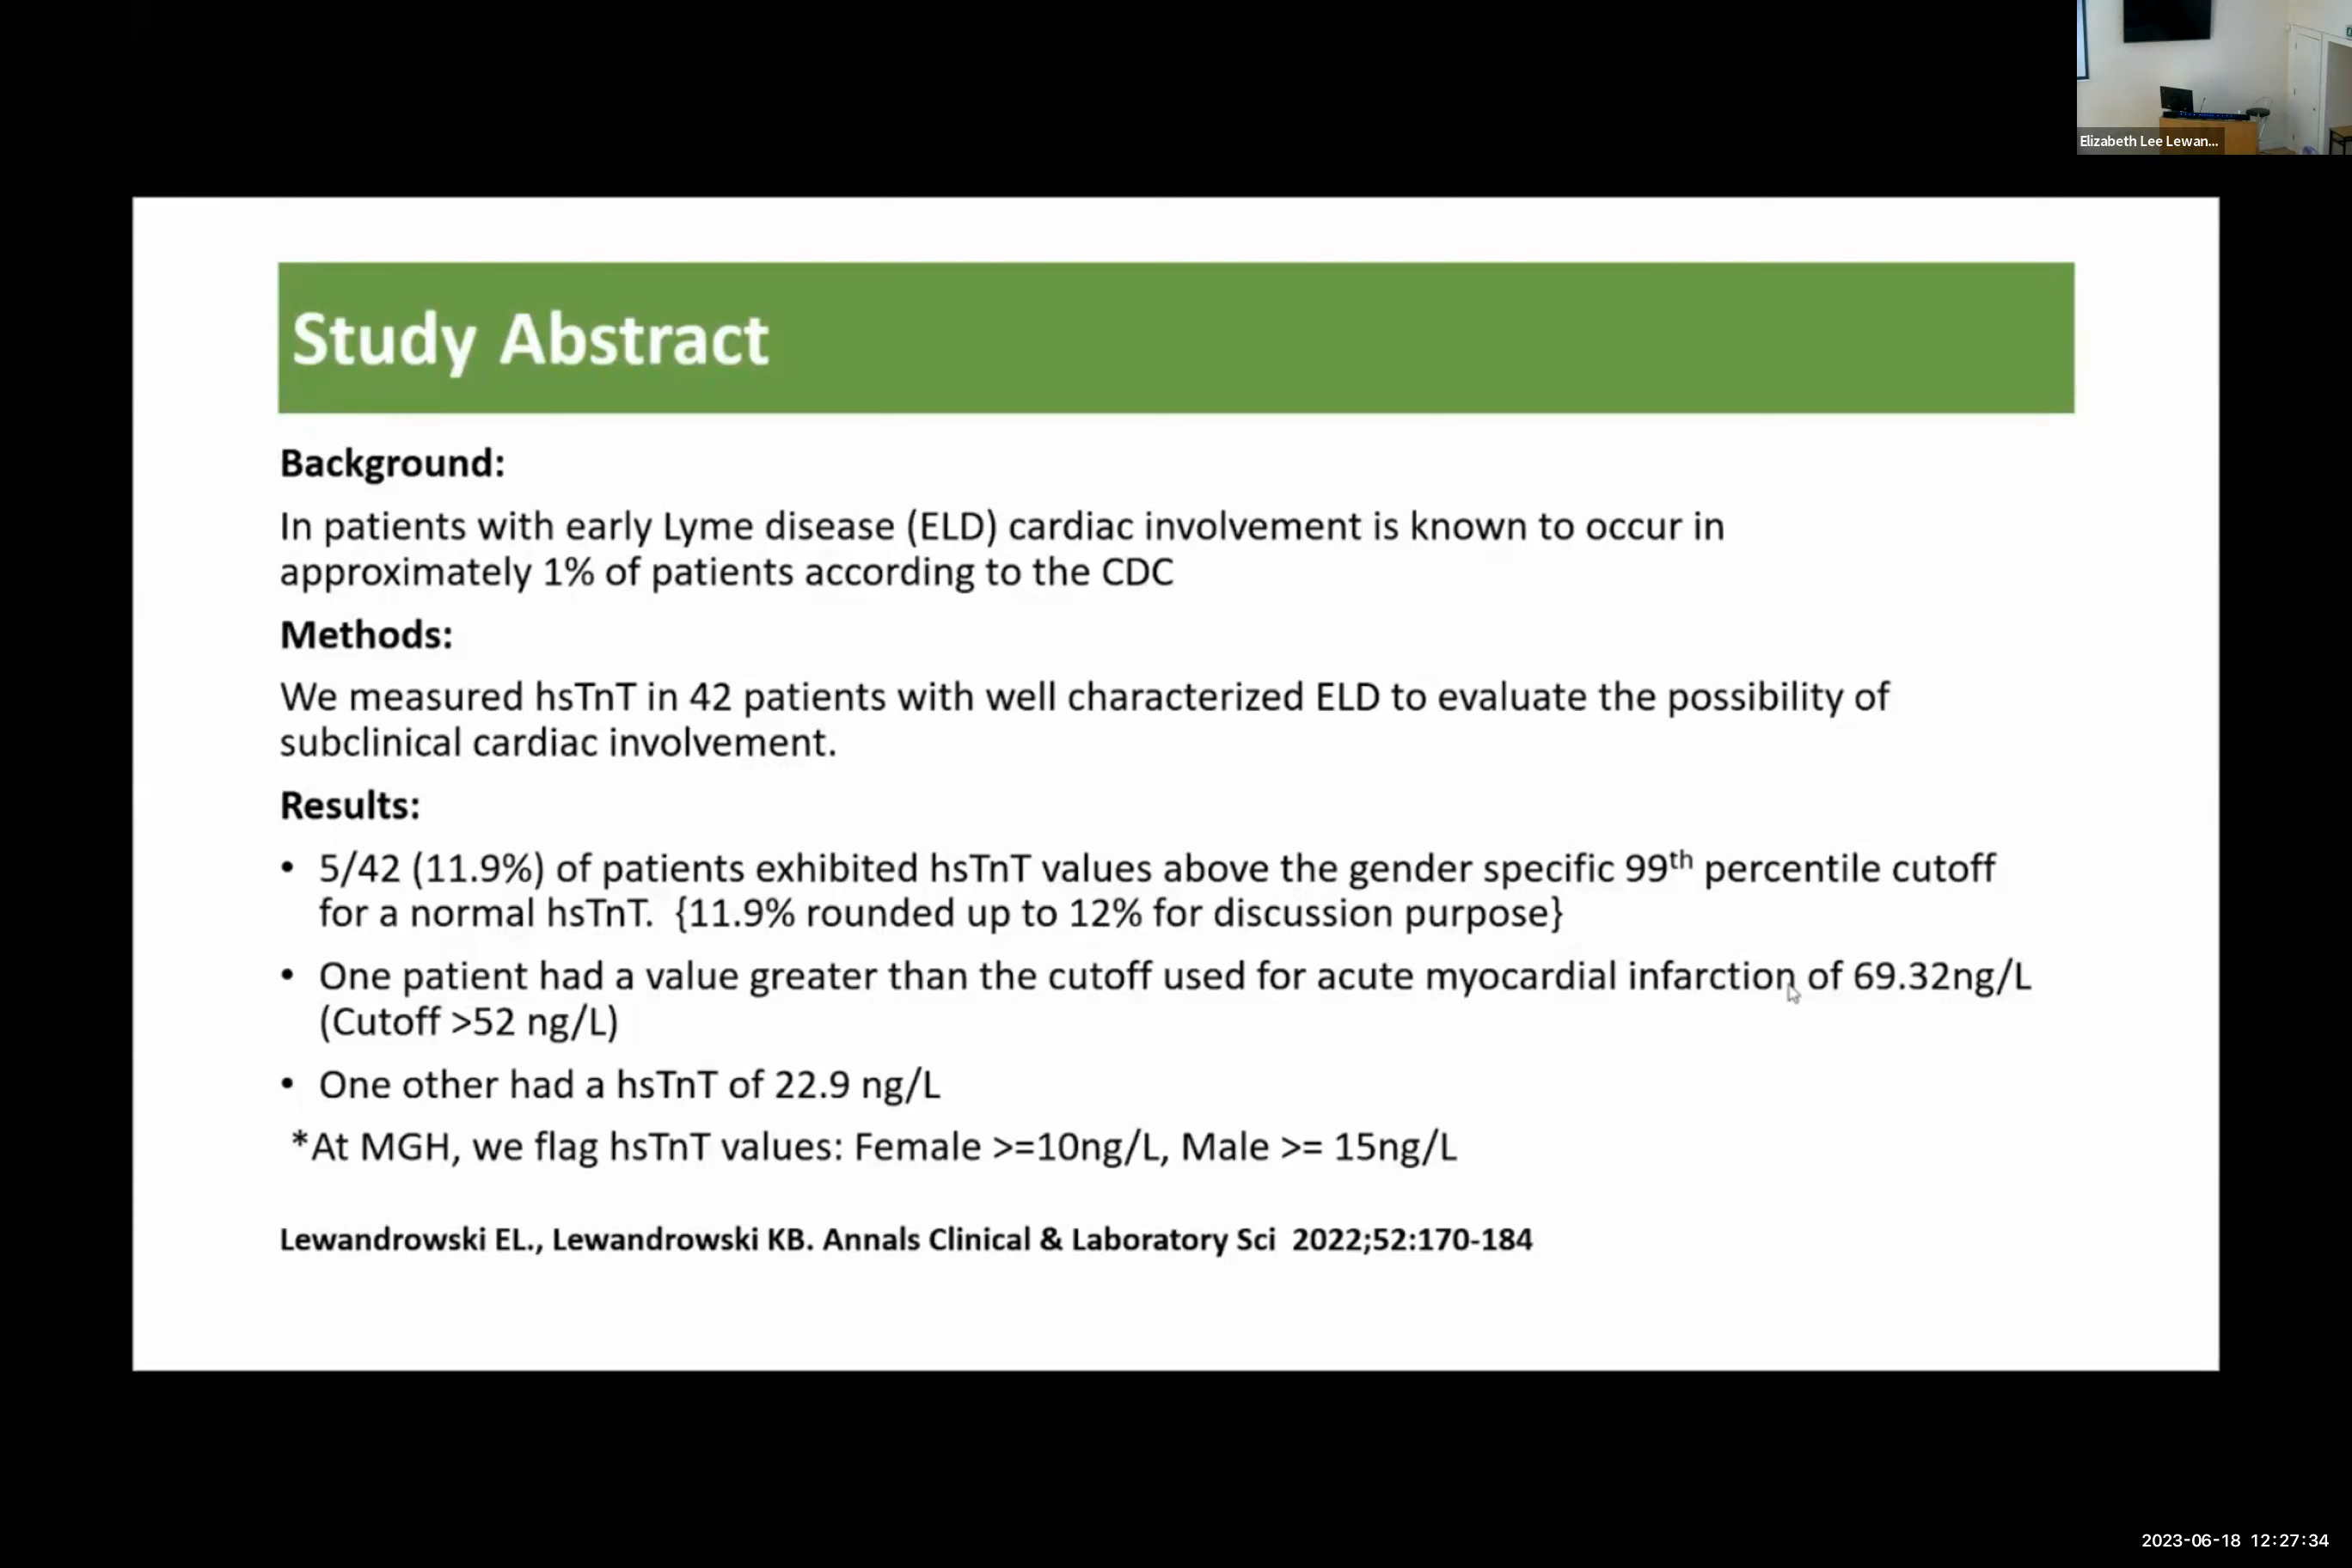 Elizabeth Lee Lewan...
Study Abstract
Background:
In patients with early Lyme disease (ELD) cardiac involvement is known to occur in
approximately 1% of patients according to the CDC
Methods:
We measured hsTnT in 42 patients with well characterized ELD to evaluate the possibility of
subclinical cardiac involvement.
Results:
• 5/42 (11.9%) of patients exhibited hsTnT values above the gender specific 99th percentile cutoff
for a normal hsTnT. {11.9% rounded up to 12% for discussion purpose}
• One patient had a value greater than the cutoff used for acute myocardial infarction of 69.32ng/L
(Cutoff >52 ng/L)
• One other had a hsTnT of 22.9 ng/L
*At MGH, we flag hsTnT values: Female >=10ng/L, Male >= 15ng/L
Lewandrowski EL., Lewandrowski KB. Annals Clinical & Laboratory Sci 2022;52:170-184
2023-06-18 12:27:34